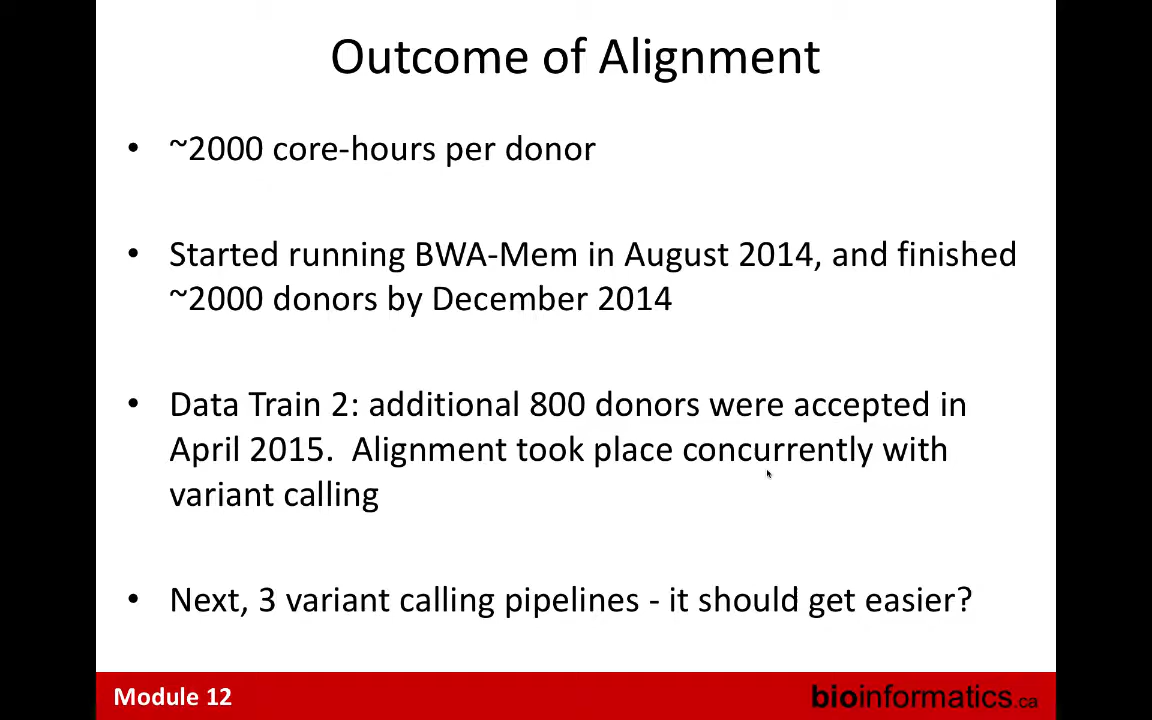 Outcome of Alignment
• ~2000 core-hours per donor
• Started running BWA-Mem in August 2014, and finished
~2000 donors by December 2014
• Data Train 2: additional 800 donors were accepted in
April 2015.  Alignment took place concurrently with
variant calling
• Next, 3 variant calling pipelines - it should get easier?
Module 12
bioinformatics.ca